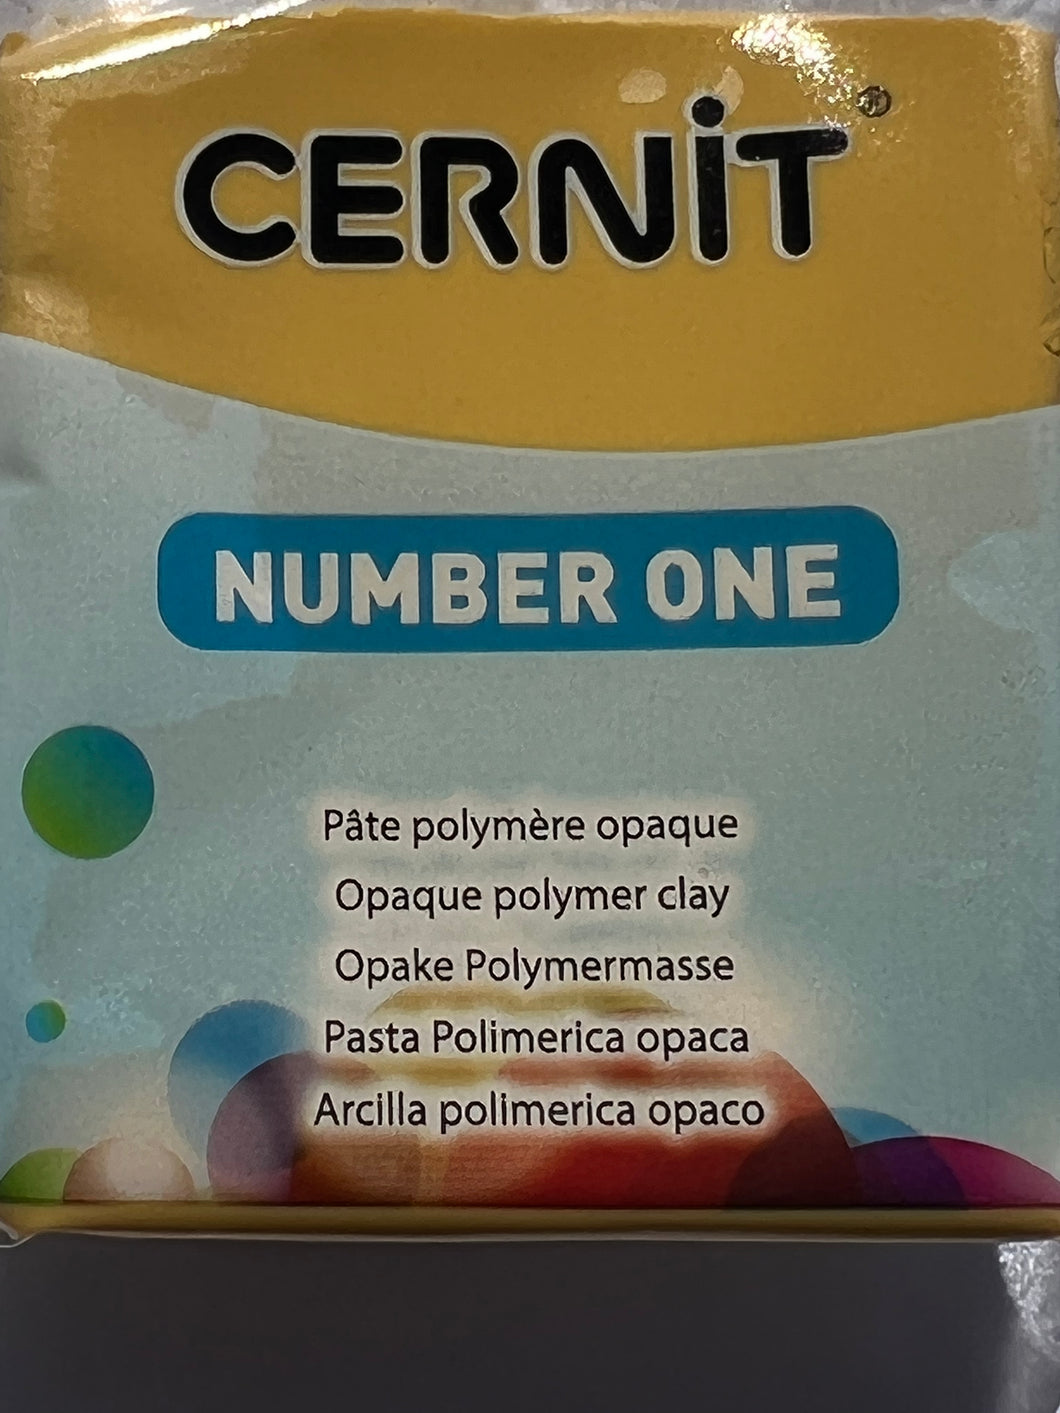 CERNiT®
NUMBER ONE
Pâte polymère opaque
Opaque polymer clay
Opake Polymermasse
Pasta Polimerica opaca
Arcilla polimerica opaco